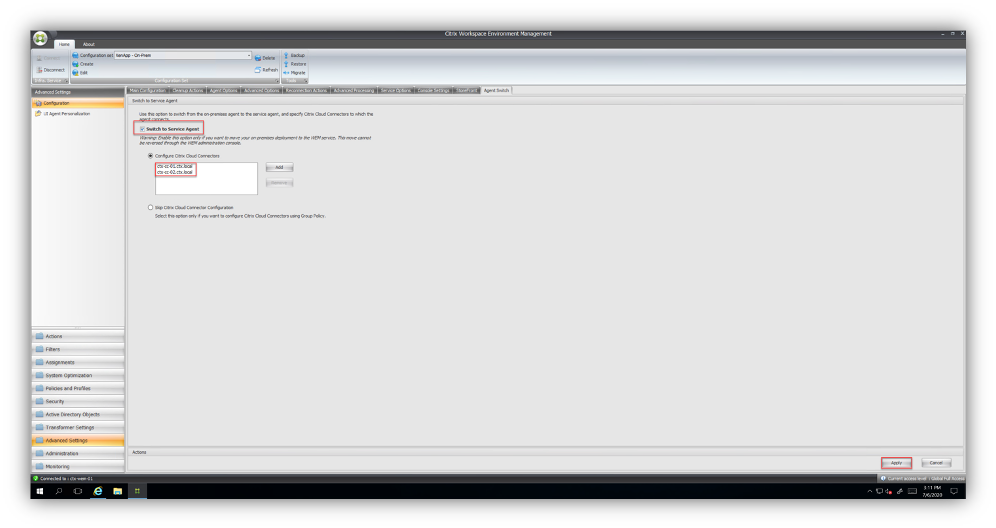 Citrix Workspace Environment Management
Home About
Connect Configuration set XenApp - On-Prem Delete Backup
Create Restore
Disconnect Edit Refresh Migrate
Configuration Set Tools
Advanced Settings
Main Configuration Cleanup Actions Agent Options Advanced Options Reconnection Actions Advanced Processing Service Options Console Settings StoreFront Agent Switch
Configuration
Switch to Service Agent
UI Agent Personalization
Use this option to switch from the on-premises agent to the service agent, and specify Citrix Cloud Connectors to which the
agent connects.
Switch to Service Agent
Warning: Enable this option only if you want to move your on-premises deployment to the WEM service. This move cannot
be reversed through the WEM administration console.
Configure Citrix Cloud Connectors
ctx-cc-01.ctx.local
ctx-cc-02.ctx.local
Add
Remove
Skip Citrix Cloud Connector Configuration
Select this option only if you want to configure Citrix Cloud Connectors using Group Policy.
Actions
Filters
Assignments
System Optimization
Policies and Profiles
Security
Active Directory Objects
Transformer Settings
Advanced Settings
Administration
Monitoring
Actions
Apply Cancel
Connected to : ctx-wem-01
Current access level : Global Full Access
3:11 PM
7/6/2020